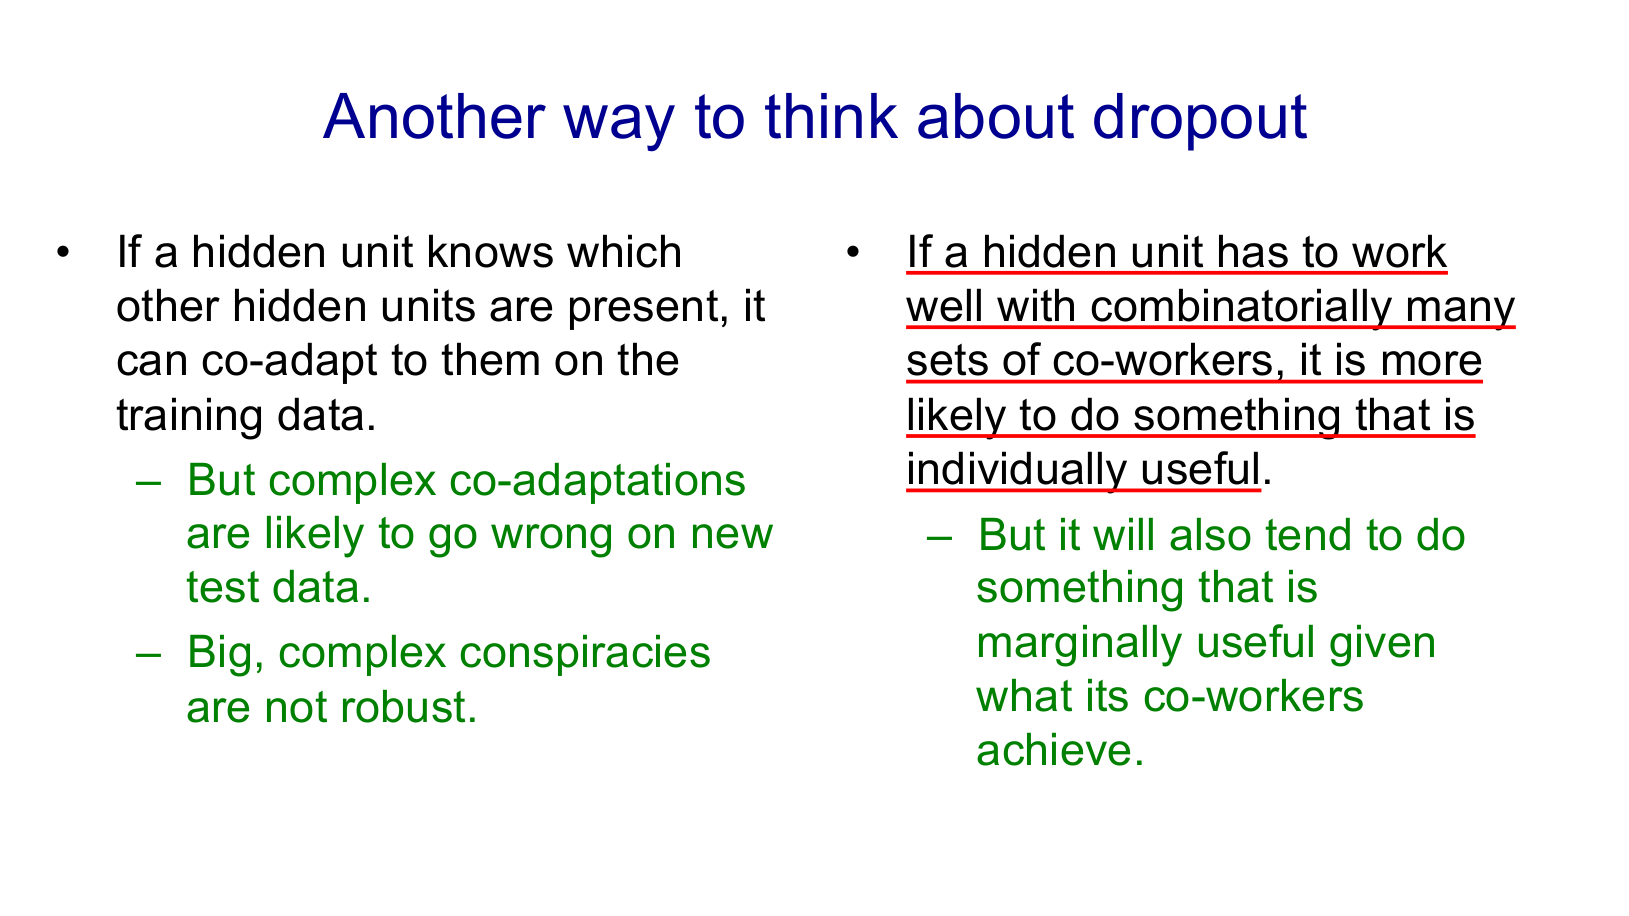 Another way to think about dropout
• If a hidden unit knows which
other hidden units are present, it
can co-adapt to them on the
training data.
– But complex co-adaptations
are likely to go wrong on new
test data.
– Big, complex conspiracies
are not robust.
• If a hidden unit has to work
well with combinatorially many
sets of co-workers, it is more
likely to do something that is
individually useful.
– But it will also tend to do
something that is
marginally useful given
what its co-workers
achieve.